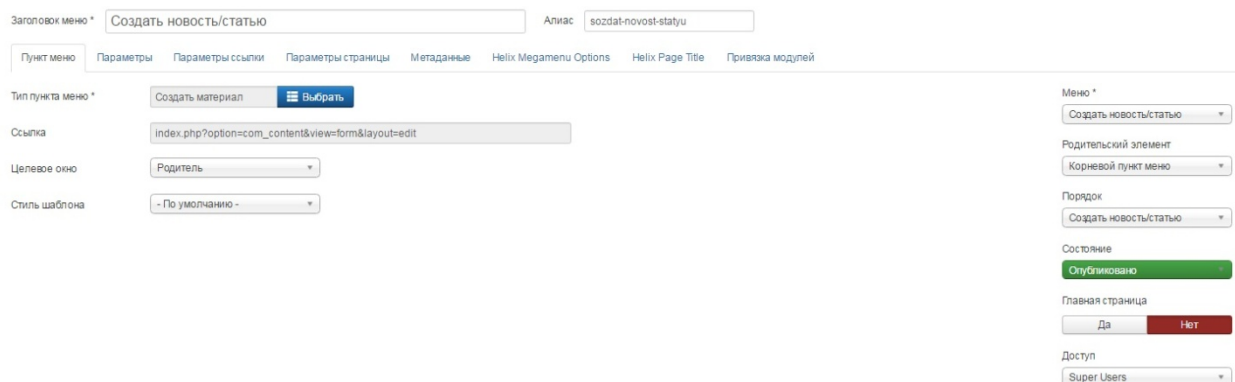 Заголовок меню * Создать новость/статью Алиас sozdat-novost-statyu
Пункт меню Параметры Параметры ссылки Параметры страницы Метаданные Helix Megamenu Options Helix Page Title Привязка модулей
Тип пункта меню * Создать материал Выбрать
Ссылка index.php?option=com_content&view=form&layout=edit
Целевое окно Родитель
Стиль шаблона - По умолчанию -
Меню *
Создать новость/статью
Родительский элемент
Корневой пункт меню
Порядок
Создать новость/статью
Состояние
Опубликовано
Главная страница
Да Нет
Доступ
Super Users